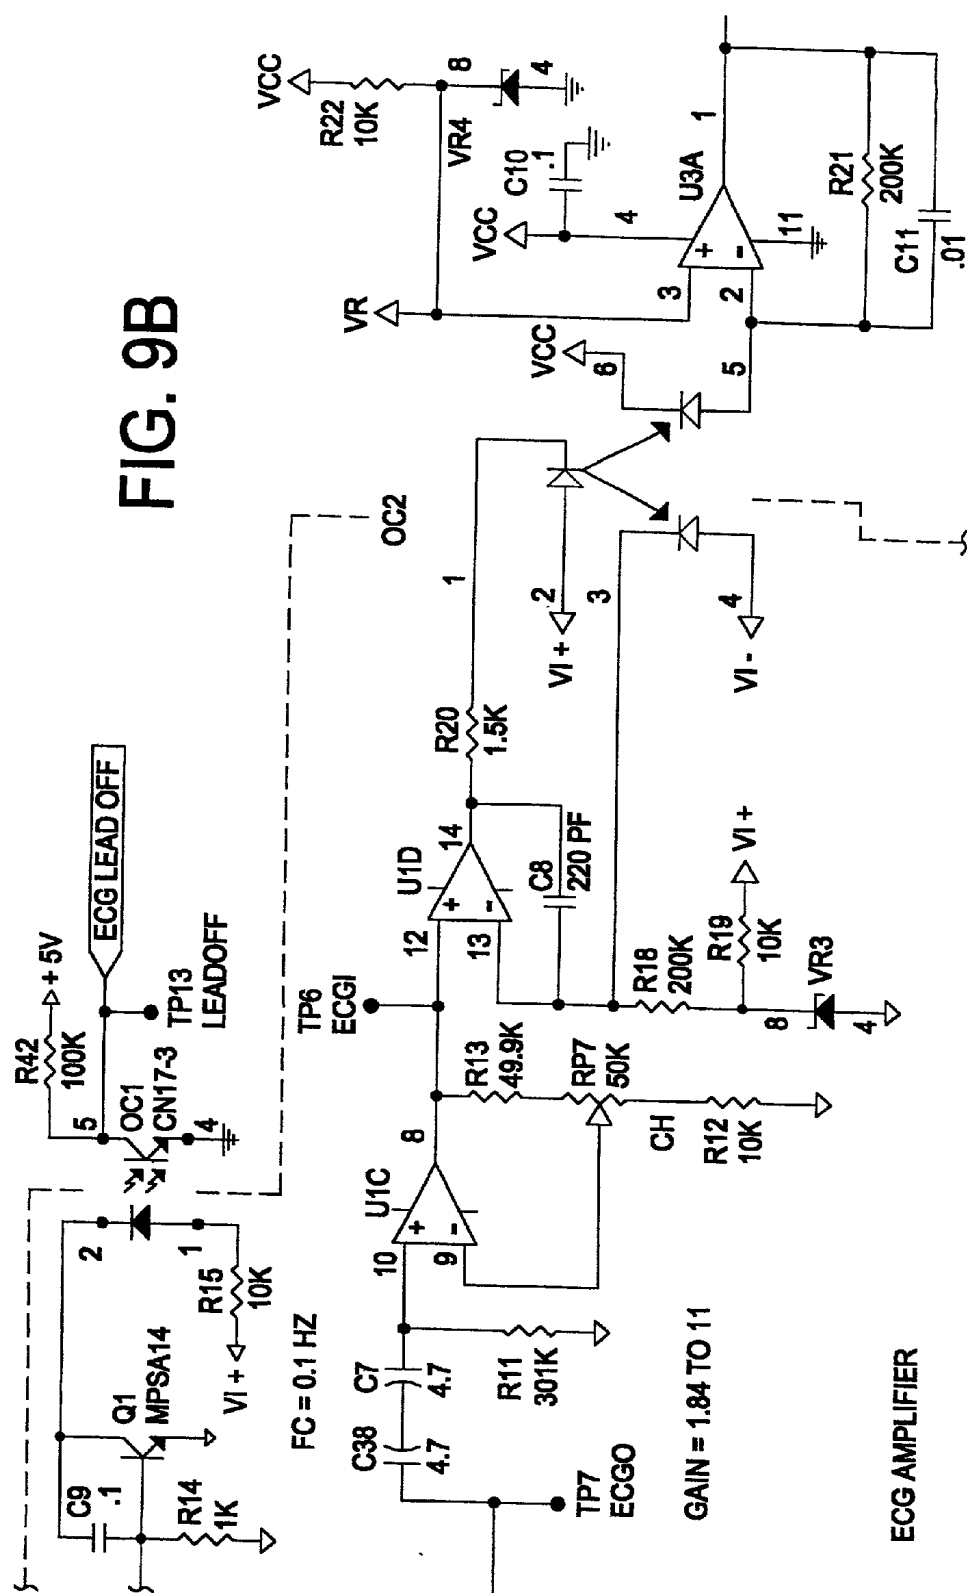 FIG. 9B
C9
.1
R14
1K
Q1
MPSA14
VI +
R15
10K
2
1
OC1
CN17-3
5
4
R42
100K
+ 5V
TP13
LEADOFF
ECG LEAD OFF
FC = 0.1 HZ
C38
4.7
C7
4.7
TP7
ECGO
R11
301K
GAIN = 1.84 TO 11
ECG AMPLIFIER
10
9
U1C
+
-
8
R13
49.9K
RP7
50K
CH
R12
10K
TP6
ECGI
12
13
U1D
+
-
14
C8
220 PF
R18
200K
R19
10K
VI +
8
VR3
4
R20
1.5K
1
OC2
2
VI +
3
4
VI -
VCC
6
5
VR
VCC
R22
10K
8
VR4
4
VCC
C10
.1
4
3
2
+
-
U3A
11
1
R21
200K
C11
.01